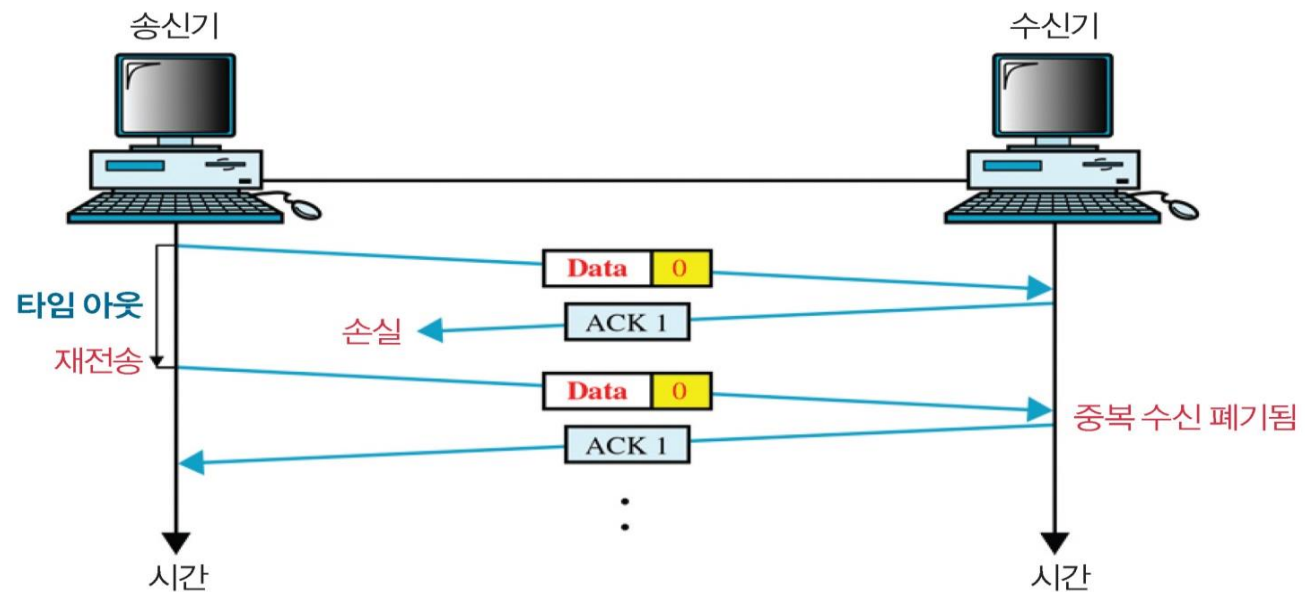 송신기
수신기
Data 0
타임 아웃
손실
ACK 1
재전송
Data 0
중복 수신 폐기됨
ACK 1
시간
시간